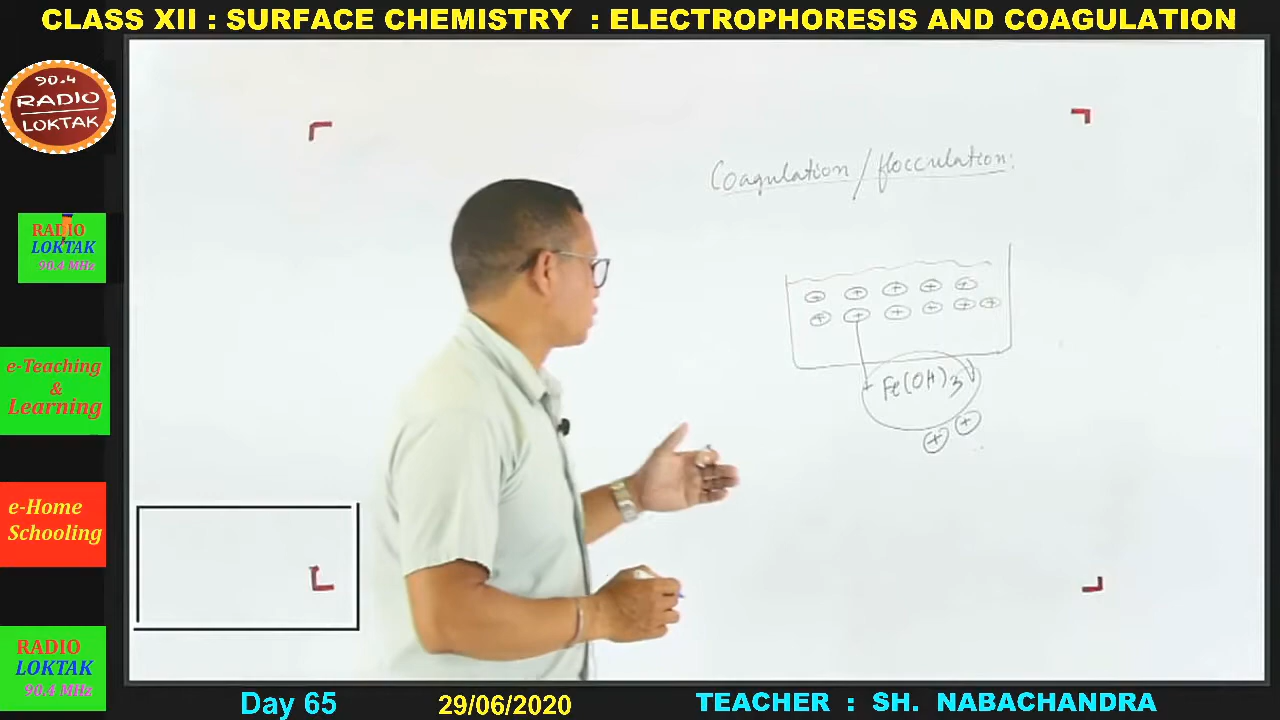 CLASS XII : SURFACE CHEMISTRY : ELECTROPHORESIS AND COAGULATION
90.4
RADIO
LOKTAK
RADIO
LOKTAK
90.4 MHz
e-Teaching
&
Learning
e-Home
Schooling
RADIO
LOKTAK
90.4 MHz
Coagulation / flocculation:
+ + + + +
+ + + + + +
Fe(OH)3
+ +
Day 65
29/06/2020
TEACHER : SH. NABACHANDRA